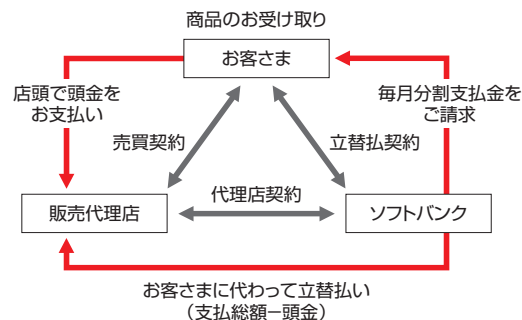 商品のお受け取り
お客さま
店頭で頭金を
お支払い
毎月分割支払金を
ご請求
売買契約
立替払契約
代理店契約
販売代理店
ソフトバンク
お客さまに代わって立替払い
（支払総額−頭金）